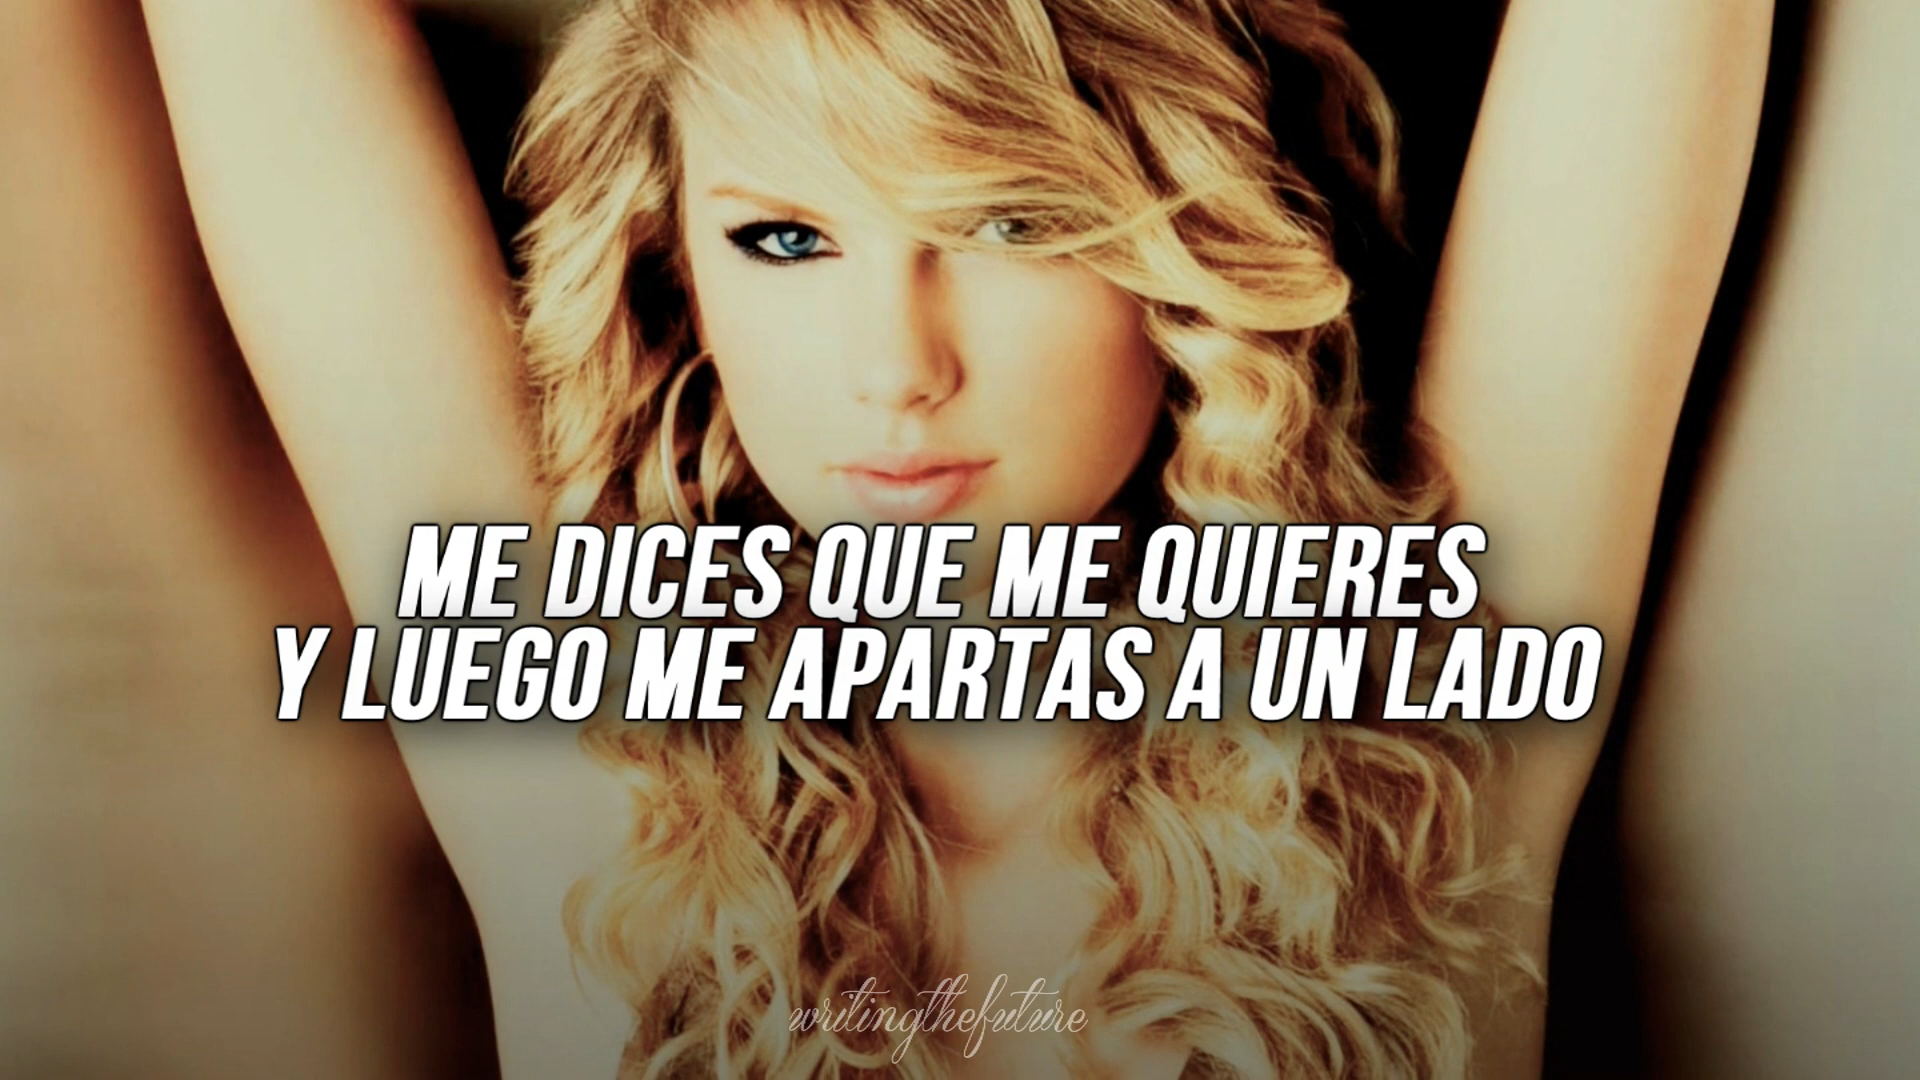 ME DICES QUE ME QUIERES
Y LUEGO ME APARTAS A UN LADO
writingthefuture